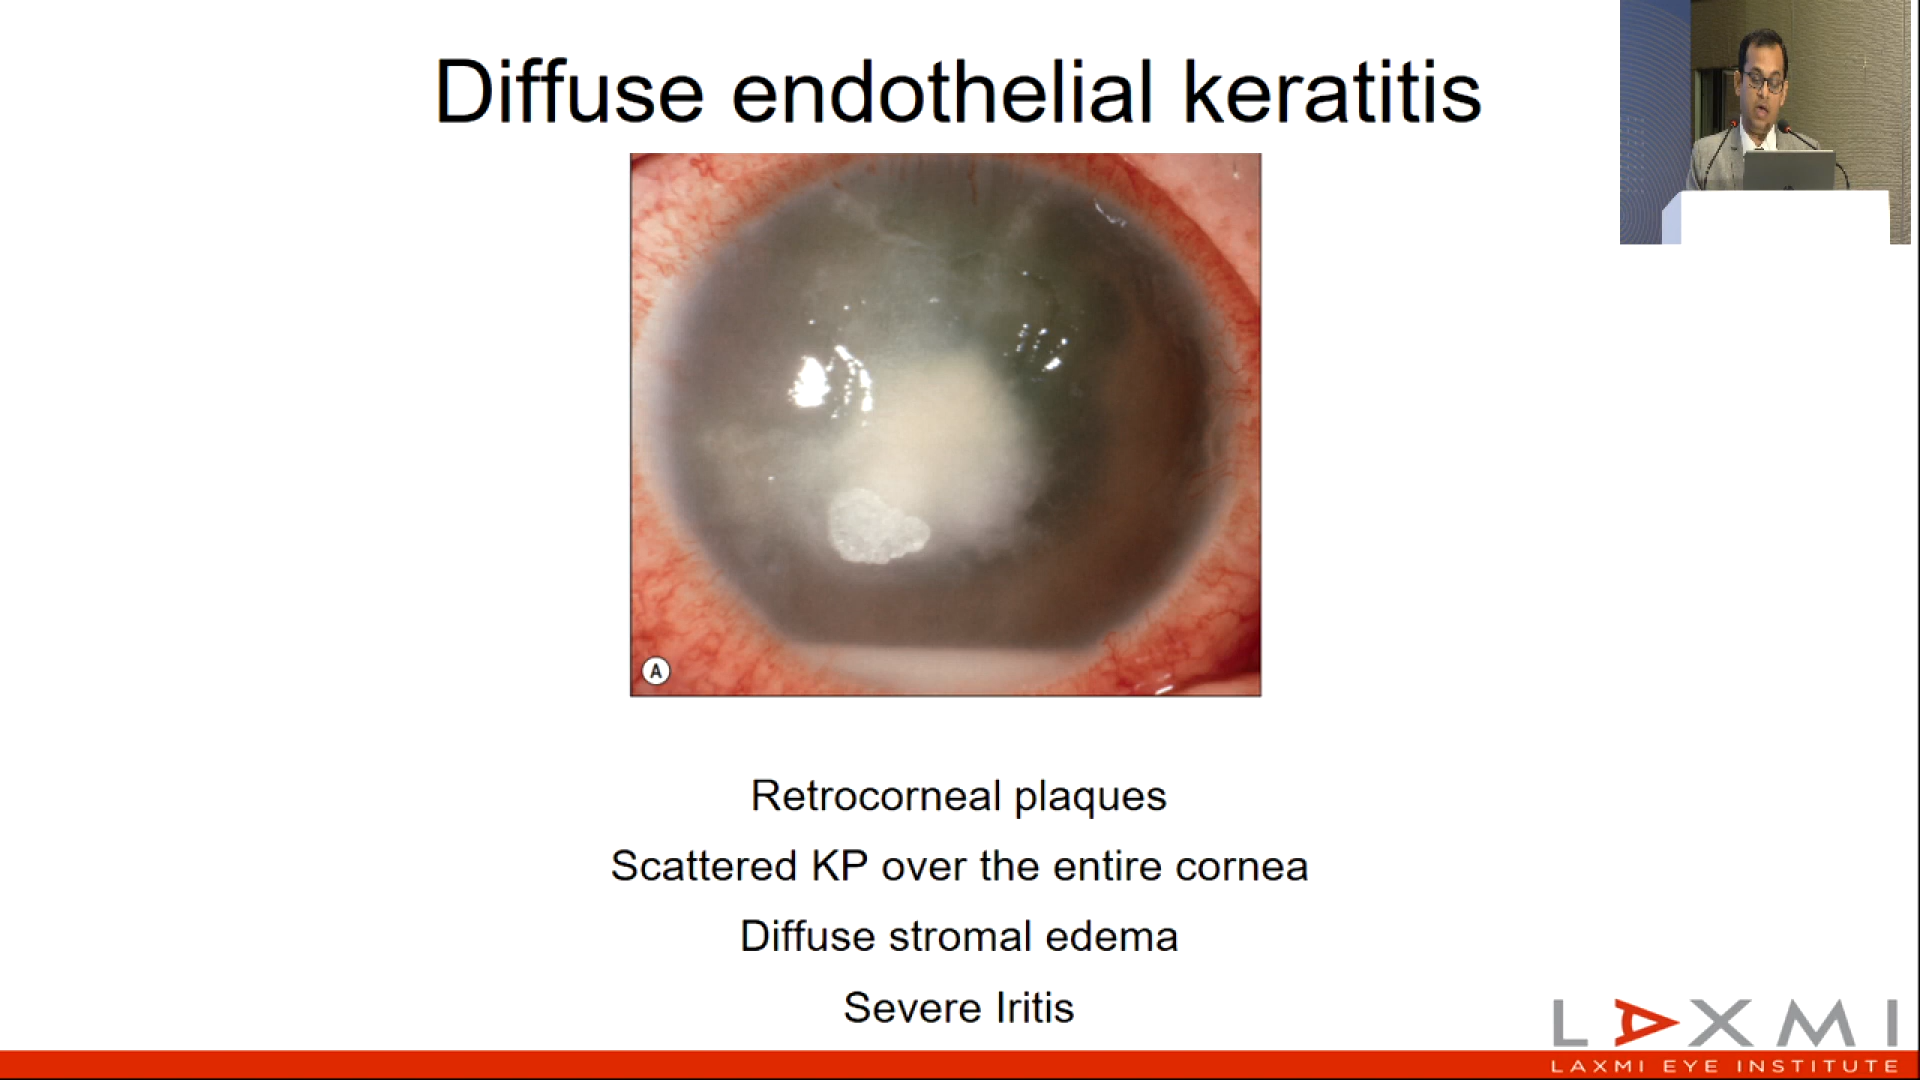 Diffuse endothelial keratitis
A
Retrocorneal plaques
Scattered KP over the entire cornea
Diffuse stromal edema
Severe Iritis
LAXMI
LAXMI EYE INSTITUTE